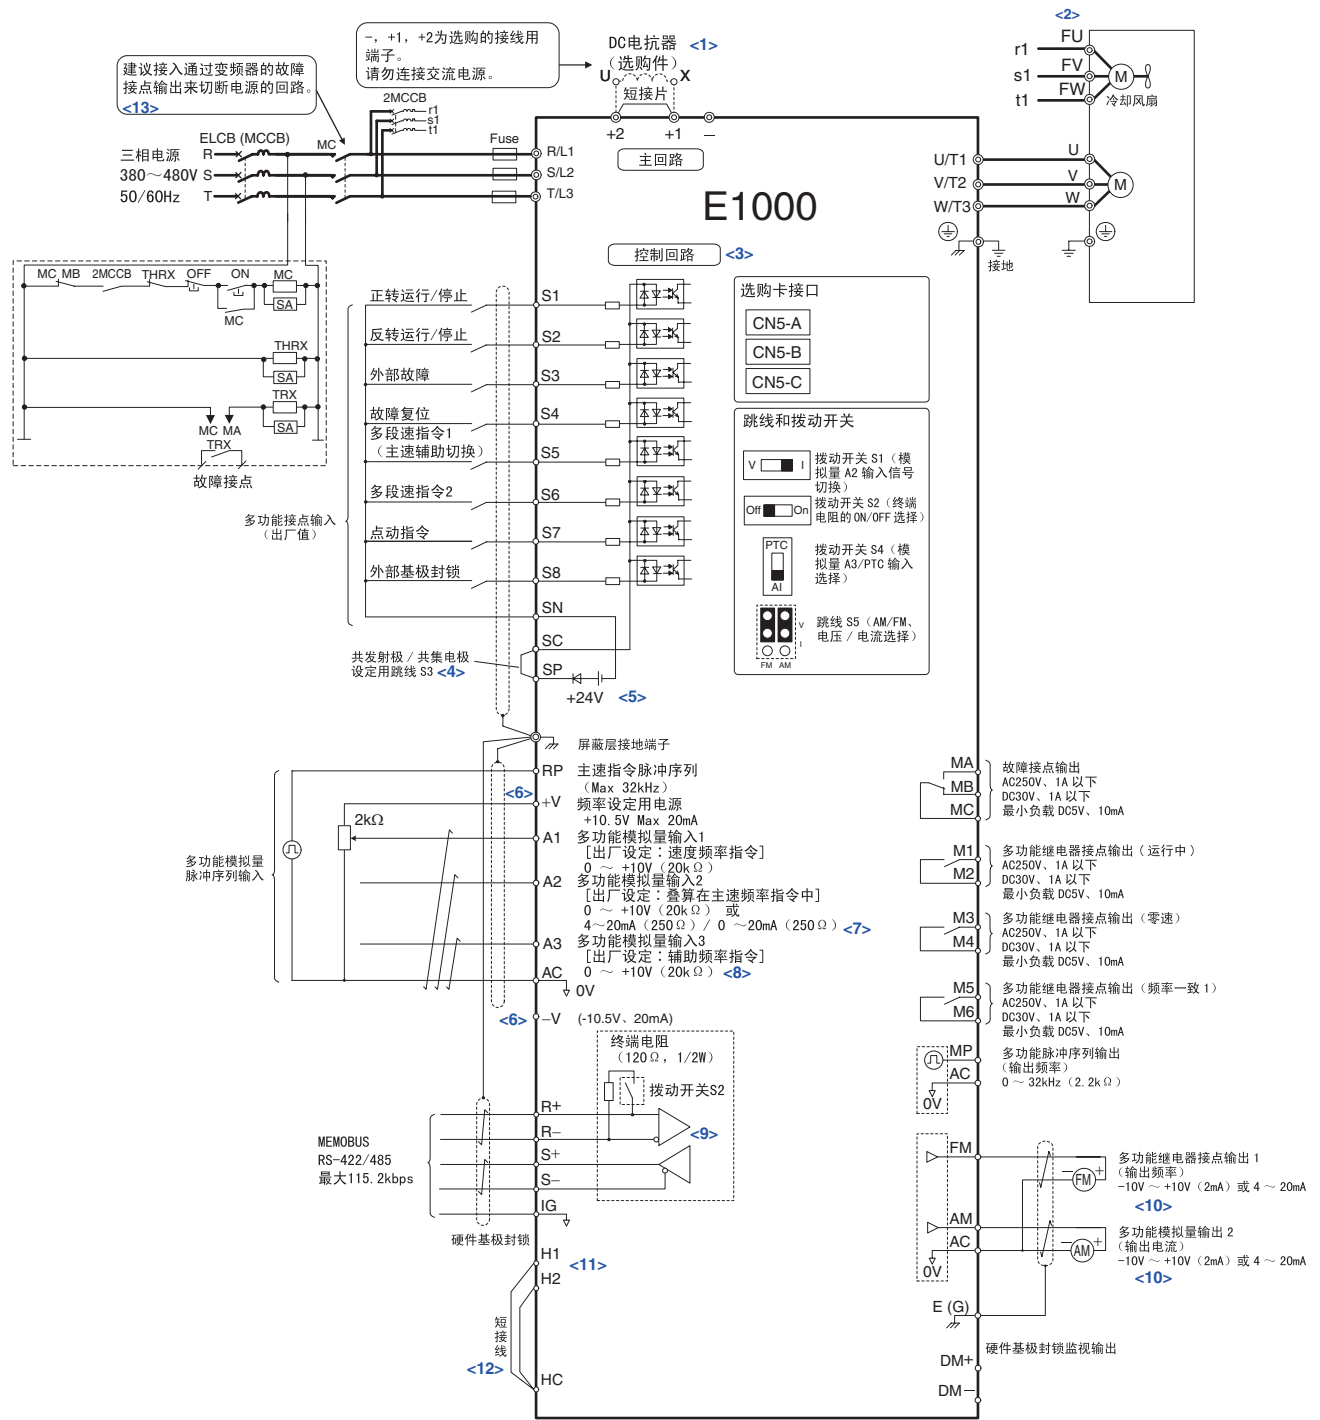 <2>
-, +1, +2为选购的接线用
端子。
请勿连接交流电源。
DC电抗器 <1>
(选购件)
U X
短接片
+2 +1 −
主回路
建议接入通过变频器的故障
接点输出来切断电源的回路。
<13>
2MCCB
r1
s1
t1
ELCB (MCCB)
MC
Fuse
三相电源
380～480V
50/60Hz
R
S
T
R/L1
S/L2
T/L3
E1000
FU
FV
FW
r1
s1
t1
M
冷却风扇
U/T1
V/T2
W/T3
U
V
W
M
接地
MC MB 2MCCB THRX OFF ON MC
SA
MC
THRX
SA
TRX
SA
MC MA
TRX
故障接点
控制回路 <3>
多功能接点输入
(出厂值)
正转运行/停止 S1
反转运行/停止 S2
外部故障 S3
故障复位 S4
多段速指令1
(主速辅助切换) S5
多段速指令2 S6
点动指令 S7
外部基极封锁 S8
SN
SC
SP
共发射极 / 共集电极
设定用跳线 S3 <4>
+24V <5>
选购卡接口
CN5-A
CN5-B
CN5-C
跳线和拨动开关
V I
拨动开关 S1 (模
拟量 A2 输入信号
切换)
Off On
拨动开关 S2 (终端
电阻的 ON/OFF 选择)
PTC
AI
拨动开关 S4 (模
拟量 A3/PTC 输入
选择)
V
I
FM AM
跳线 S5 (AM/FM、
电压 / 电流选择)
屏蔽层接地端子
多功能模拟量
脉冲序列输入
2kΩ
RP 主速指令脉冲序列
(Max 32kHz)
<6>
+V 频率设定用电源
+10.5V Max 20mA
A1 多功能模拟量输入1
[出厂设定：速度频率指令]
0 ～ +10V (20kΩ)
A2 多功能模拟量输入2
[出厂设定：叠算在主速频率指令中]
0 ～ +10V (20kΩ) 或
4～20mA (250Ω) / 0 ～20mA (250Ω) <7>
A3 多功能模拟量输入3
[出厂设定：辅助频率指令]
0 ～ +10V (20kΩ) <8>
AC
0V
<6> −V (-10.5V、20mA)
终端电阻
(120Ω, 1/2W)
拨动开关S2
<9>
MEMOBUS
RS-422/485
最大115.2kbps
R+
R−
S+
S−
IG
硬件基极封锁
H1
H2
<11>
短
接
线
<12>
HC
MA
MB
MC
故障接点输出
AC250V、1A 以下
DC30V、1A 以下
最小负载 DC5V、10mA
M1
M2
多功能继电器接点输出 (运行中)
AC250V、1A 以下
DC30V、1A 以下
最小负载 DC5V、10mA
M3
M4
多功能继电器接点输出 (零速)
AC250V、1A 以下
DC30V、1A 以下
最小负载 DC5V、10mA
M5
M6
多功能继电器接点输出 (频率一致 1)
AC250V、1A 以下
DC30V、1A 以下
最小负载 DC5V、10mA
MP
AC
0V
多功能脉冲序列输出
(输出频率)
0 ～ 32kHz (2.2kΩ)
FM
− FM +
多功能继电器接点输出 1
(输出频率)
-10V ～ +10V (2mA) 或 4 ～ 20mA
<10>
AM
AC
0V
− AM +
多功能模拟量输出 2
(输出电流)
-10V ～ +10V (2mA) 或 4 ～ 20mA
<10>
E (G)
硬件基极封锁监视输出
DM+
DM−